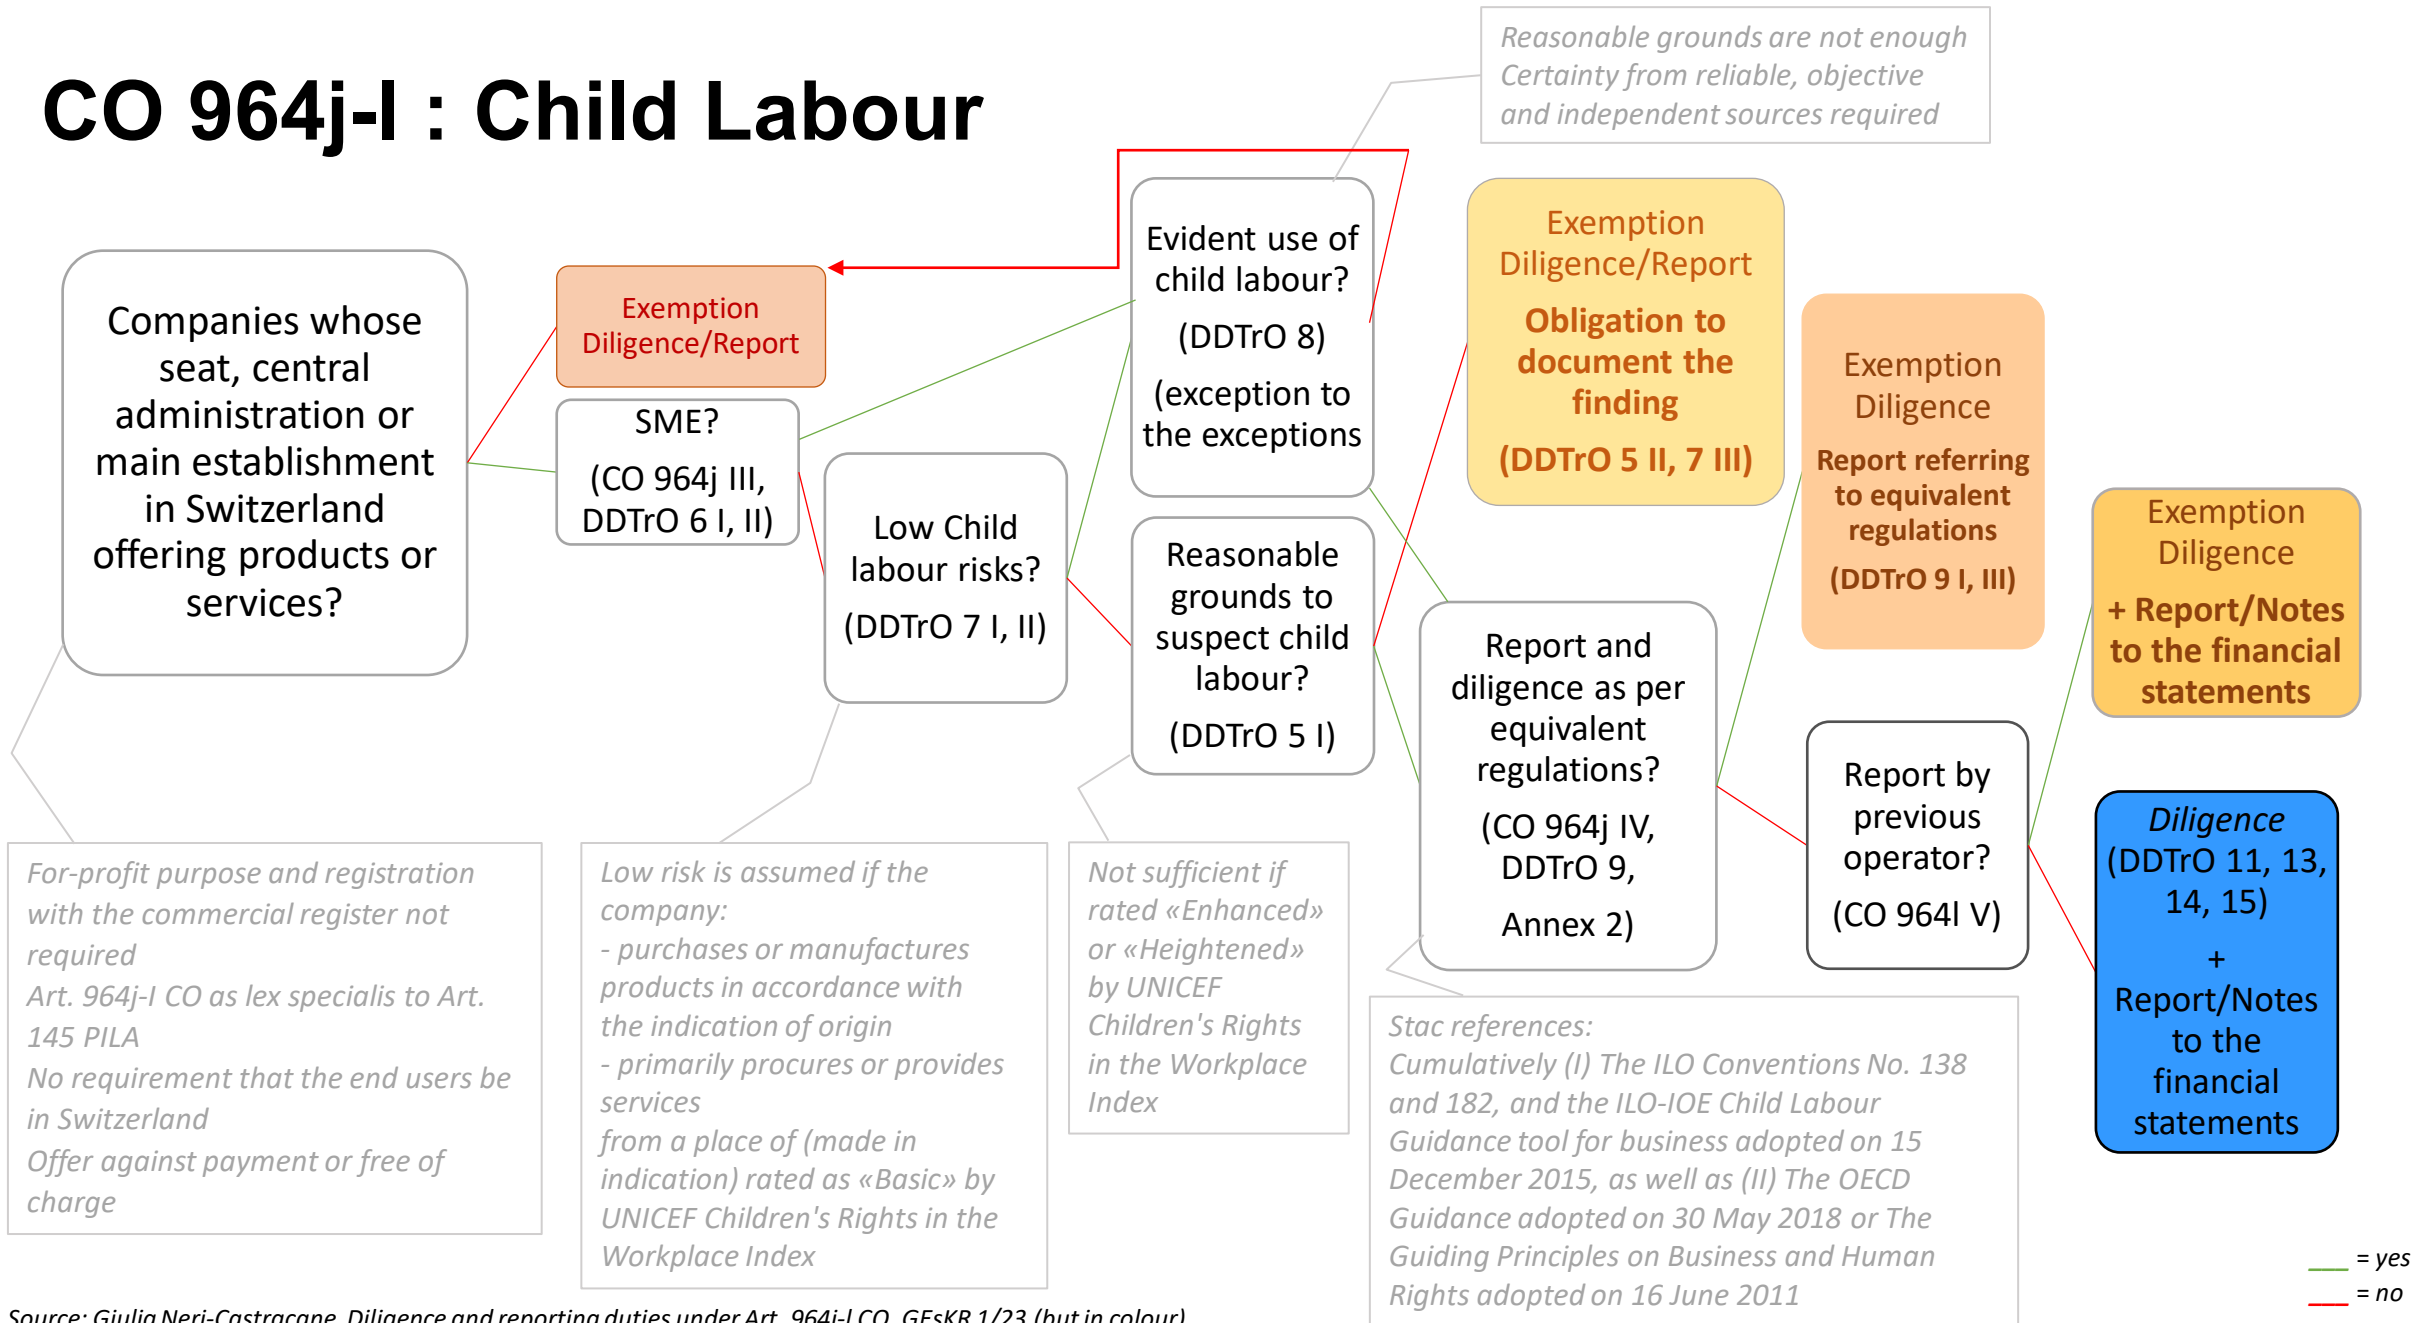 CO 964j-l : Child Labour
Reasonable grounds are not enough
Certainty from reliable, objective
and independent sources required
Companies whose
seat, central
administration or
main establishment
in Switzerland
offering products or
services?
Exemption
Diligence/Report
SME?
(CO 964j III,
DDTrO 6 I, II)
Low Child
labour risks?
(DDTrO 7 I, II)
Evident use of
child labour?
(DDTrO 8)
(exception to
the exceptions
Reasonable
grounds to
suspect child
labour?
(DDTrO 5 I)
Exemption
Diligence/Report
Obligation to
document the
finding
(DDTrO 5 II, 7 III)
Report and
diligence as per
equivalent
regulations?
(CO 964j IV,
DDTrO 9,
Annex 2)
Exemption
Diligence
Report referring
to equivalent
regulations
(DDTrO 9 I, III)
Report by
previous
operator?
(CO 964l V)
Exemption
Diligence
+ Report/Notes
to the financial
statements
Diligence
(DDTrO 11, 13,
14, 15)
+
Report/Notes
to the
financial
statements
For-profit purpose and registration
with the commercial register not
required
Art. 964j-l CO as lex specialis to Art.
145 PILA
No requirement that the end users be
in Switzerland
Offer against payment or free of
charge
Low risk is assumed if the
company:
- purchases or manufactures
products in accordance with
the indication of origin
- primarily procures or provides
services
from a place of (made in
indication) rated as «Basic» by
UNICEF Children's Rights in the
Workplace Index
Not sufficient if
rated «Enhanced»
or «Heightened»
by UNICEF
Children's Rights
in the Workplace
Index
Stac references:
Cumulatively (I) The ILO Conventions No. 138
and 182, and the ILO-IOE Child Labour
Guidance tool for business adopted on 15
December 2015, as well as (II) The OECD
Guidance adopted on 30 May 2018 or The
Guiding Principles on Business and Human
Rights adopted on 16 June 2011
___ = yes
___ = no
Source: Giulia Neri-Castracane, Diligence and reporting duties under Art. 964j-l CO, GEsKR 1/23 (but in colour)